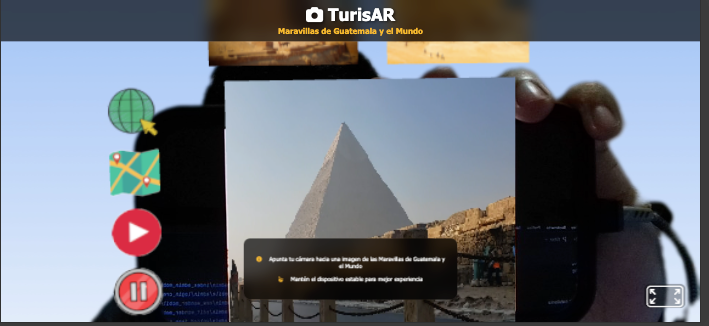 TurisAR
Maravillas de Guatemala y el Mundo
Apunta tu cámara hacia una imagen de las Maravillas de Guatemala y
el Mundo
Mantén el dispositivo estable para mejor experiencia